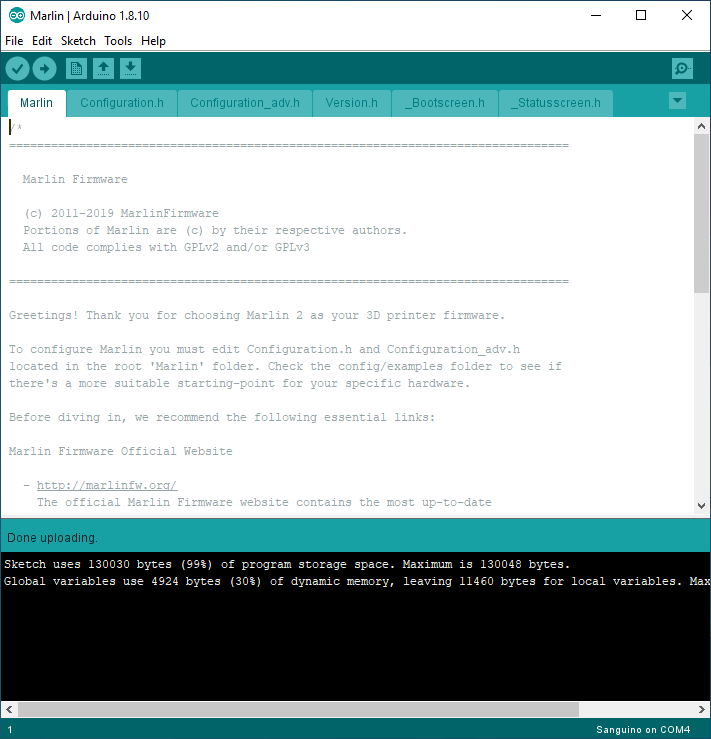 Marlin | Arduino 1.8.10
File Edit Sketch Tools Help
Marlin Configuration.h Configuration_adv.h Version.h _Bootscreen.h _Statusscreen.h
/*
================================================================================
Marlin Firmware
(c) 2011-2019 MarlinFirmware
Portions of Marlin are (c) by their respective authors.
All code complies with GPLv2 and/or GPLv3
================================================================================
Greetings! Thank you for choosing Marlin 2 as your 3D printer firmware.
To configure Marlin you must edit Configuration.h and Configuration_adv.h
located in the root 'Marlin' folder. Check the config/examples folder to see if
there's a more suitable starting-point for your specific hardware.
Before diving in, we recommend the following essential links:
Marlin Firmware Official Website
- http://marlinfw.org/
The official Marlin Firmware website contains the most up-to-date
Done uploading.
Sketch uses 130030 bytes (99%) of program storage space. Maximum is 130048 bytes.
Global variables use 4924 bytes (30%) of dynamic memory, leaving 11460 bytes for local variables. Max
1 Sanguino on COM4